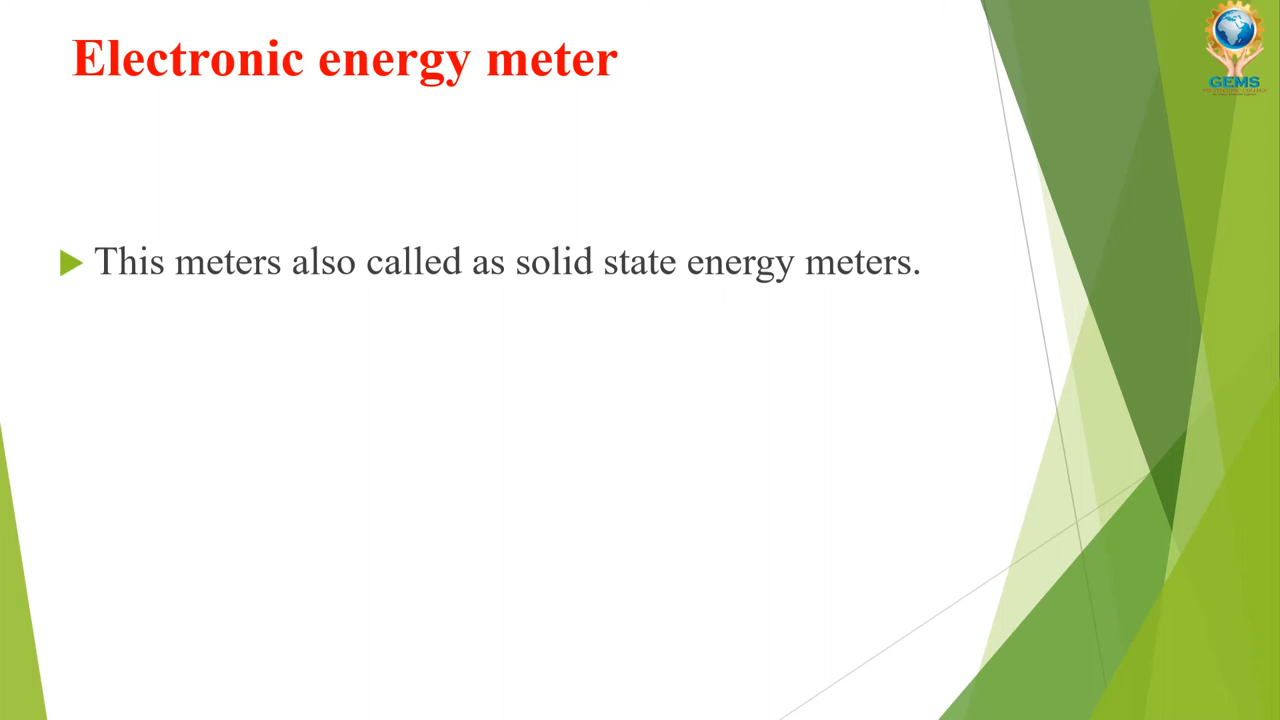 Electronic energy meter
GEMS
This meters also called as solid state energy meters.